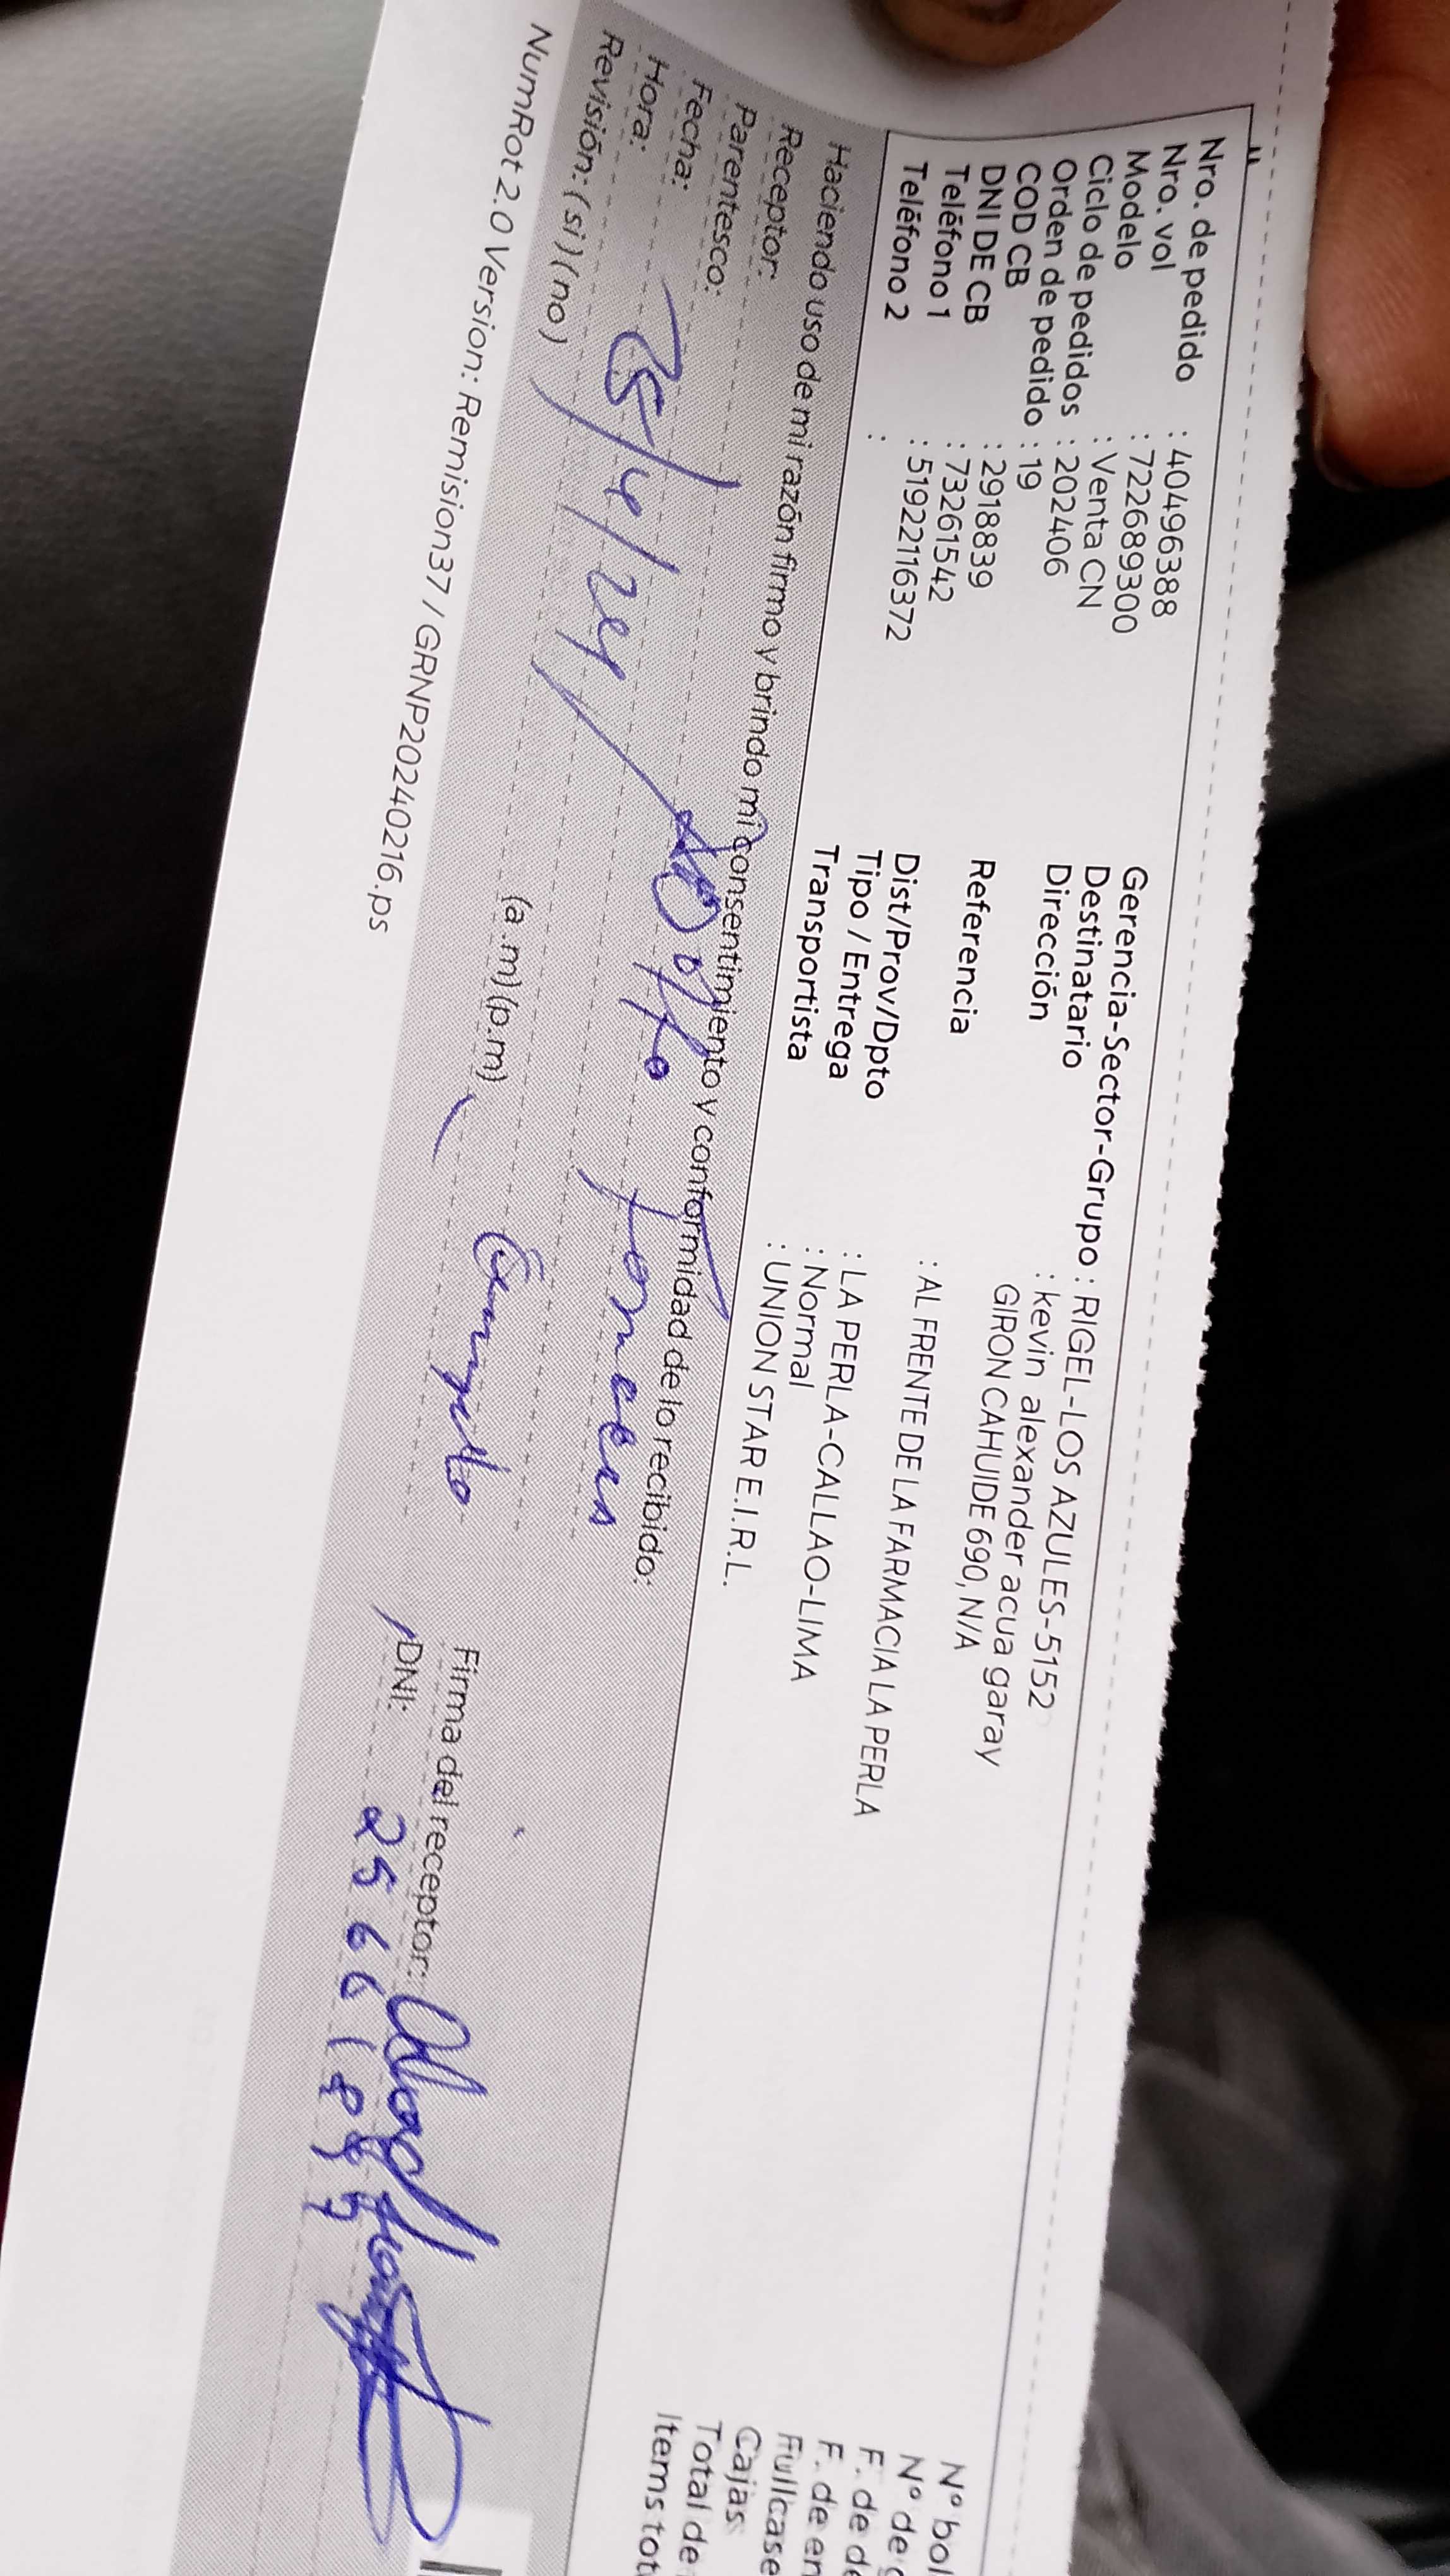 Nro. de pedido : 40496388
Nro. vol : 722689300
Modelo : Venta CN
Ciclo de pedidos : 202406
Orden de pedido : 19
COD CB : 2918839
DNI DE CB : 73261542
Teléfono 1 : 51922116372
Teléfono 2 :
Gerencia-Sector-Grupo : RIGEL-LOS AZULES-5152
Destinatario : kevin alexander acua garay
Dirección GIRON CAHUIDE 690, N/A
Referencia : AL FRENTE DE LA FARMACIA LA PERLA
Dist/Prov/Dpto : LA PERLA-CALLAO-LIMA
Tipo / Entrega : Normal
Transportista : UNION STAR E.I.R.L.
N° bol
N° de
F. de de
F. de en
Fullcase
Cajas
Total de
Items tot
Haciendo uso de mi razón firmo y brindo mi consentimiento y conformidad de lo recibido:
Receptor:
Parentesco:
Fecha:
Hora: (a.m)(p.m)
Revisión: (si) (no)
Firma del receptor:
DNI:
NumRot 2.0 Version: Remision37 / GRNP20240216.ps